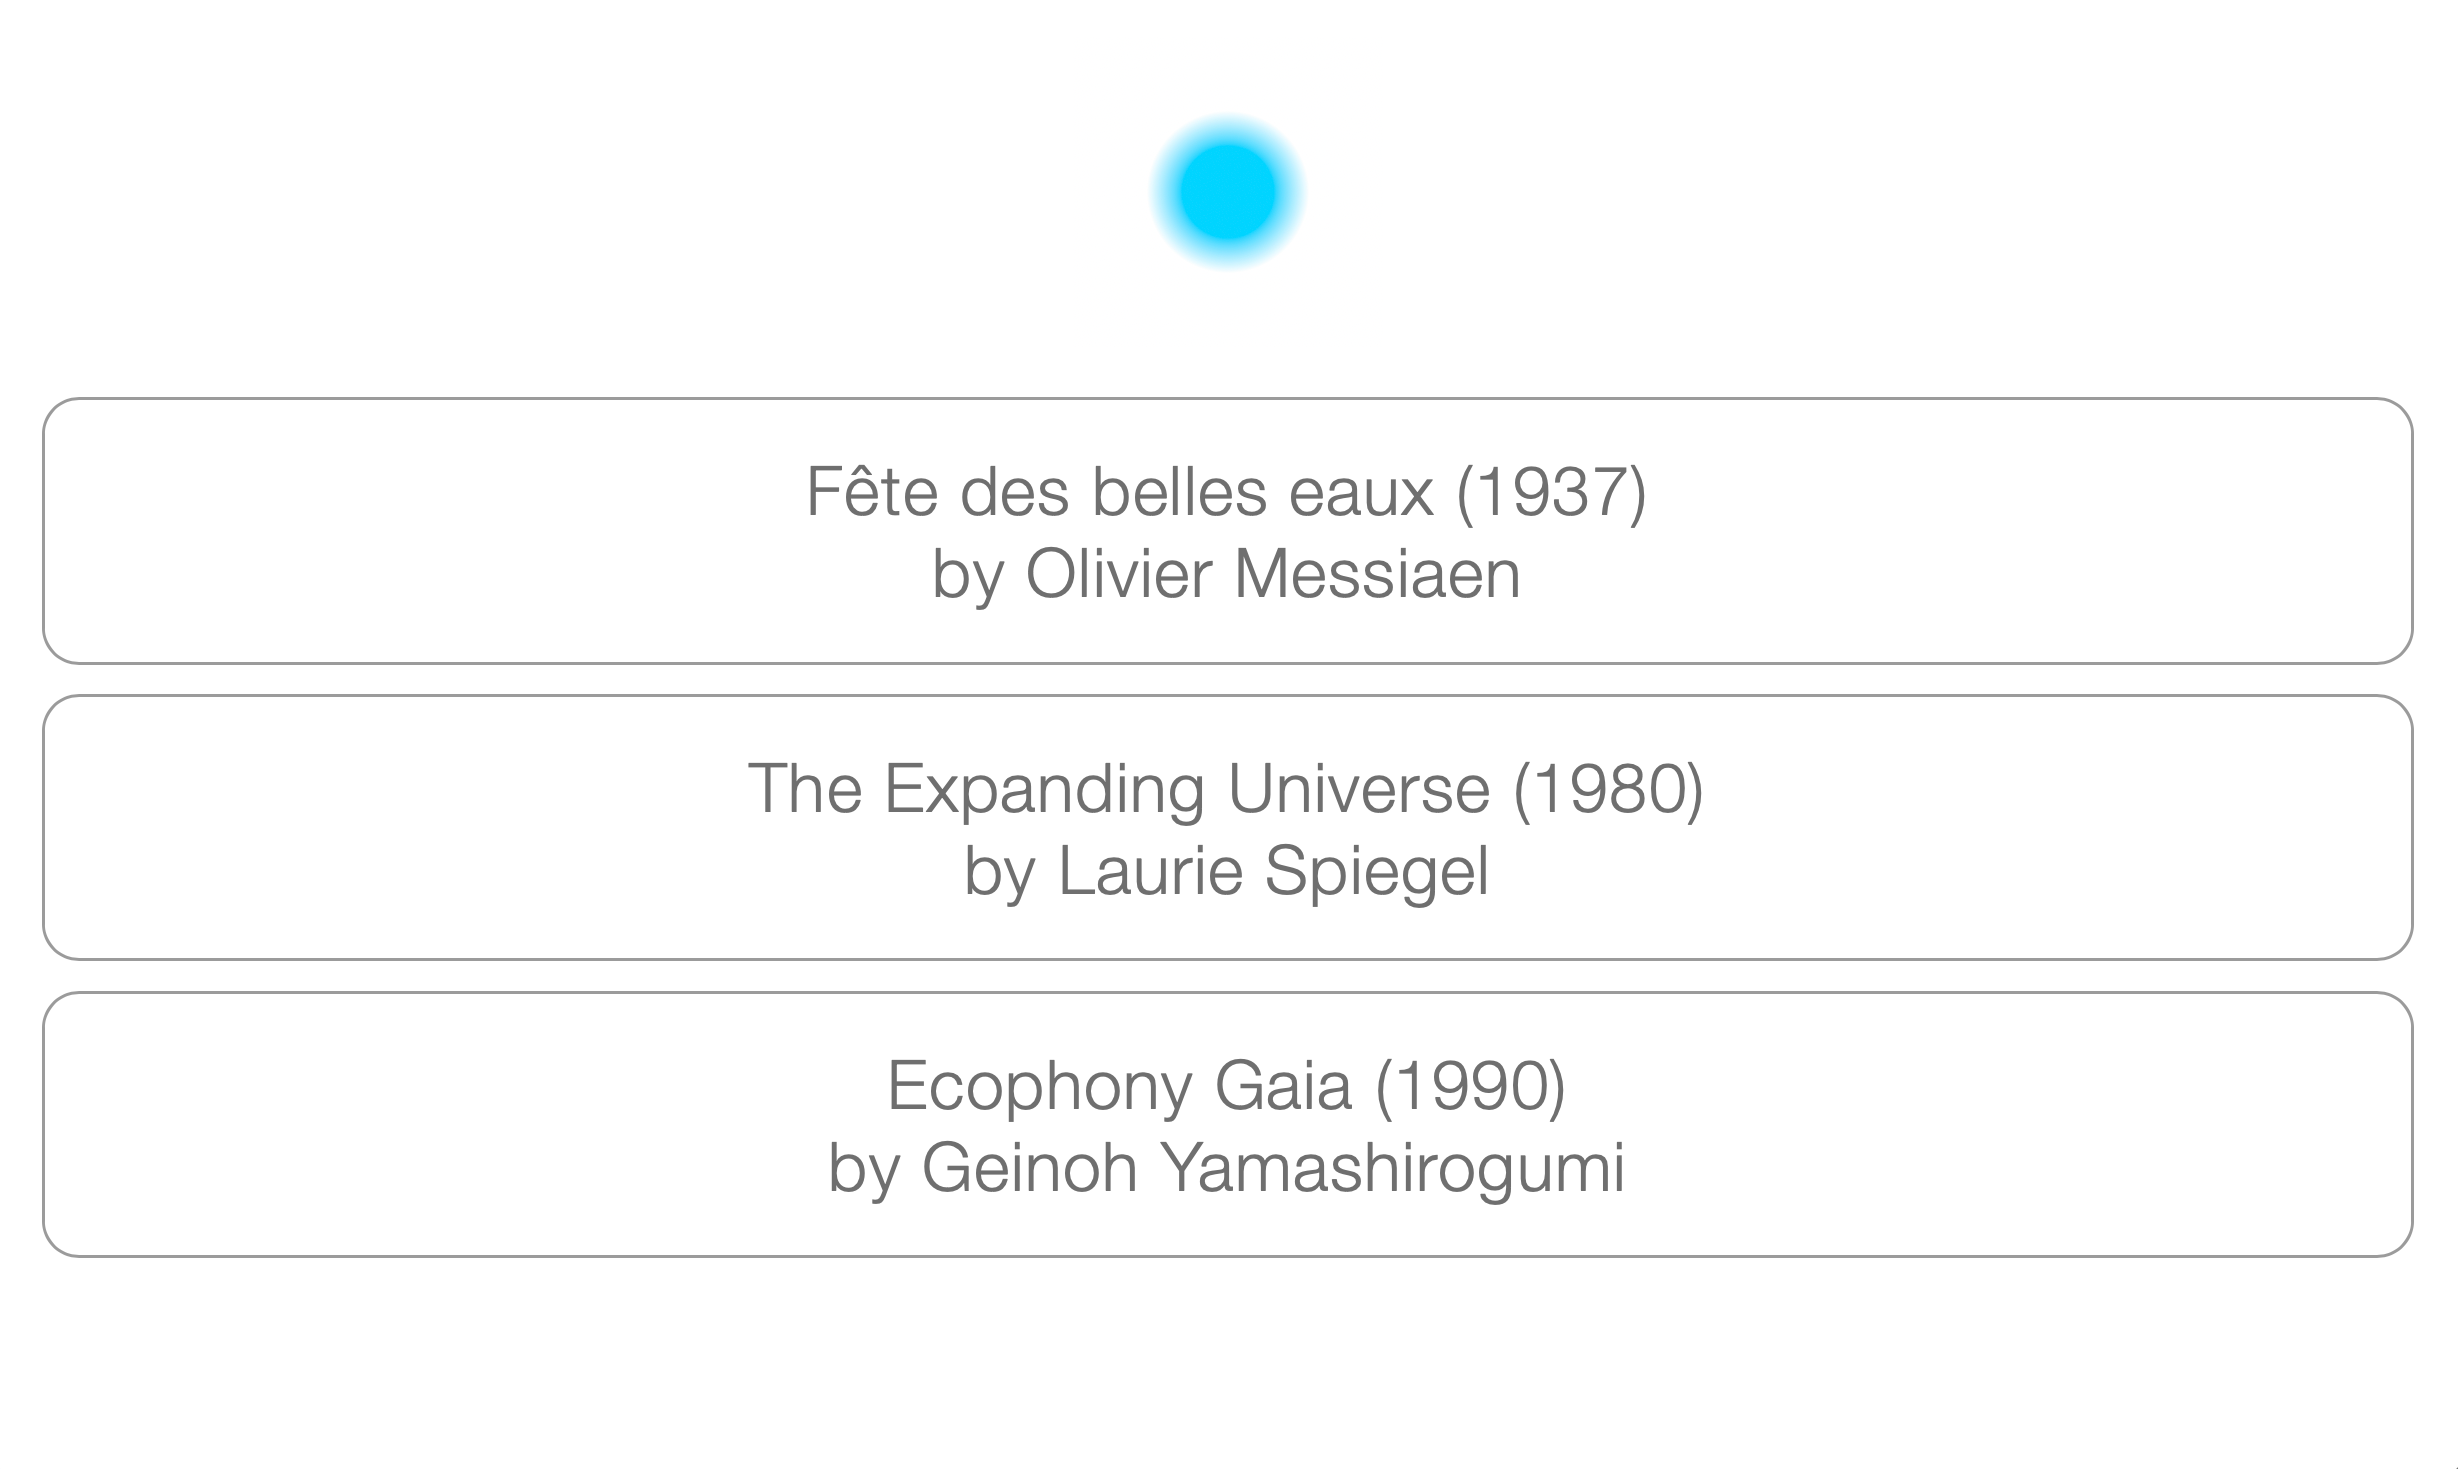 Fête des belles eaux (1937)
by Olivier Messiaen
The Expanding Universe (1980)
by Laurie Spiegel
Ecophony Gaia (1990)
by Geinoh Yamashirogumi